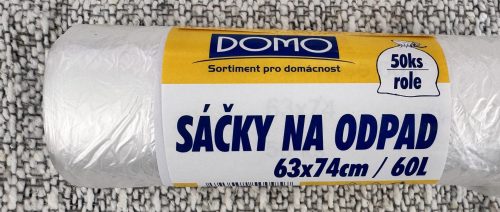 DOMO
Sortiment pro domácnost
50ks
role
SÁČKY NA ODPAD
63x74cm / 60L